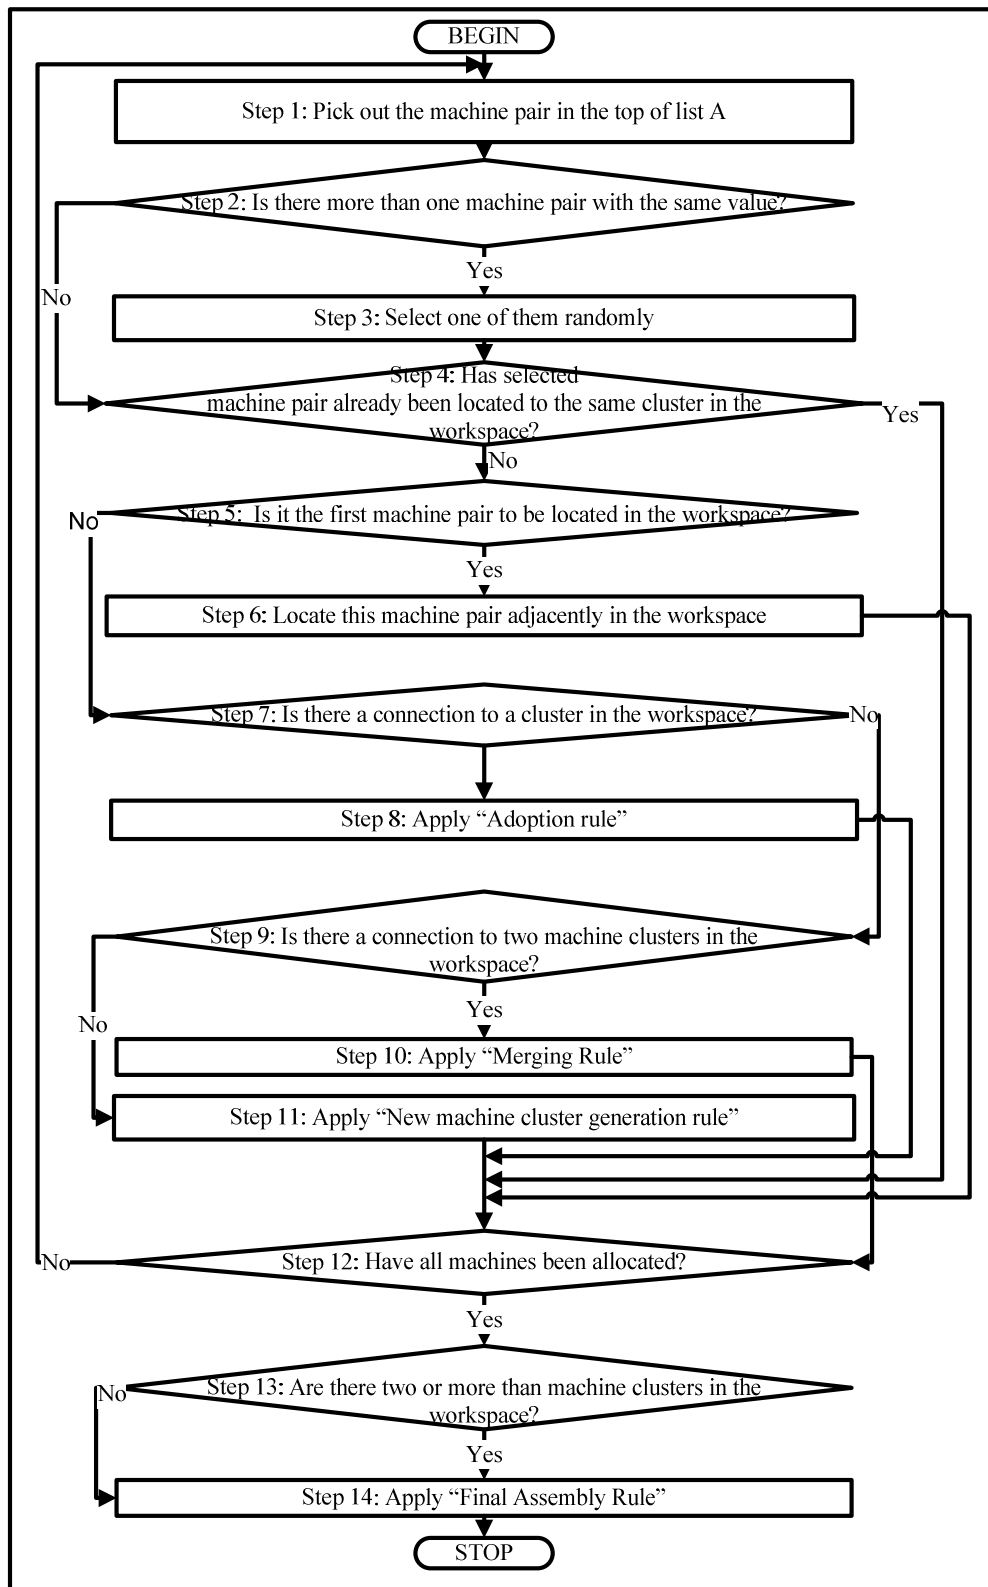 BEGIN
Step 1: Pick out the machine pair in the top of list A
Step 2: Is there more than one machine pair with the same value?
Yes
No
Step 3: Select one of them randomly
Step 4: Has selected
machine pair already been located to the same cluster in the
workspace?
Yes
No
Step 5:  Is it the first machine pair to be located in the workspace?
No
Yes
Step 6: Locate this machine pair adjacently in the workspace
Step 7: Is there a connection to a cluster in the workspace?
No
Step 8: Apply “Adoption rule”
Step 9: Is there a connection to two machine clusters in the
workspace?
Yes
No
Step 10: Apply “Merging Rule”
Step 11: Apply “New machine cluster generation rule”
Step 12: Have all machines been allocated?
No
Yes
Step 13: Are there two or more than machine clusters in the
workspace?
No
Yes
Step 14: Apply “Final Assembly Rule”
STOP